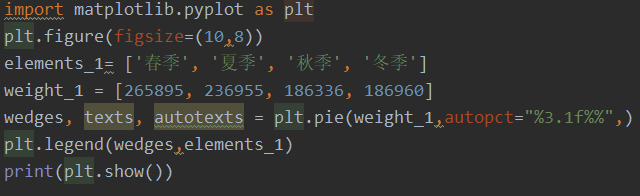 import matplotlib.pyplot as plt
plt.figure(figsize=(10,8))
elements_1= ['春季', '夏季', '秋季', '冬季']
weight_1 = [265895, 236955, 186336, 186960]
wedges, texts, autotexts = plt.pie(weight_1,autopct="%3.1f%%",)
plt.legend(wedges,elements_1)
print(plt.show())